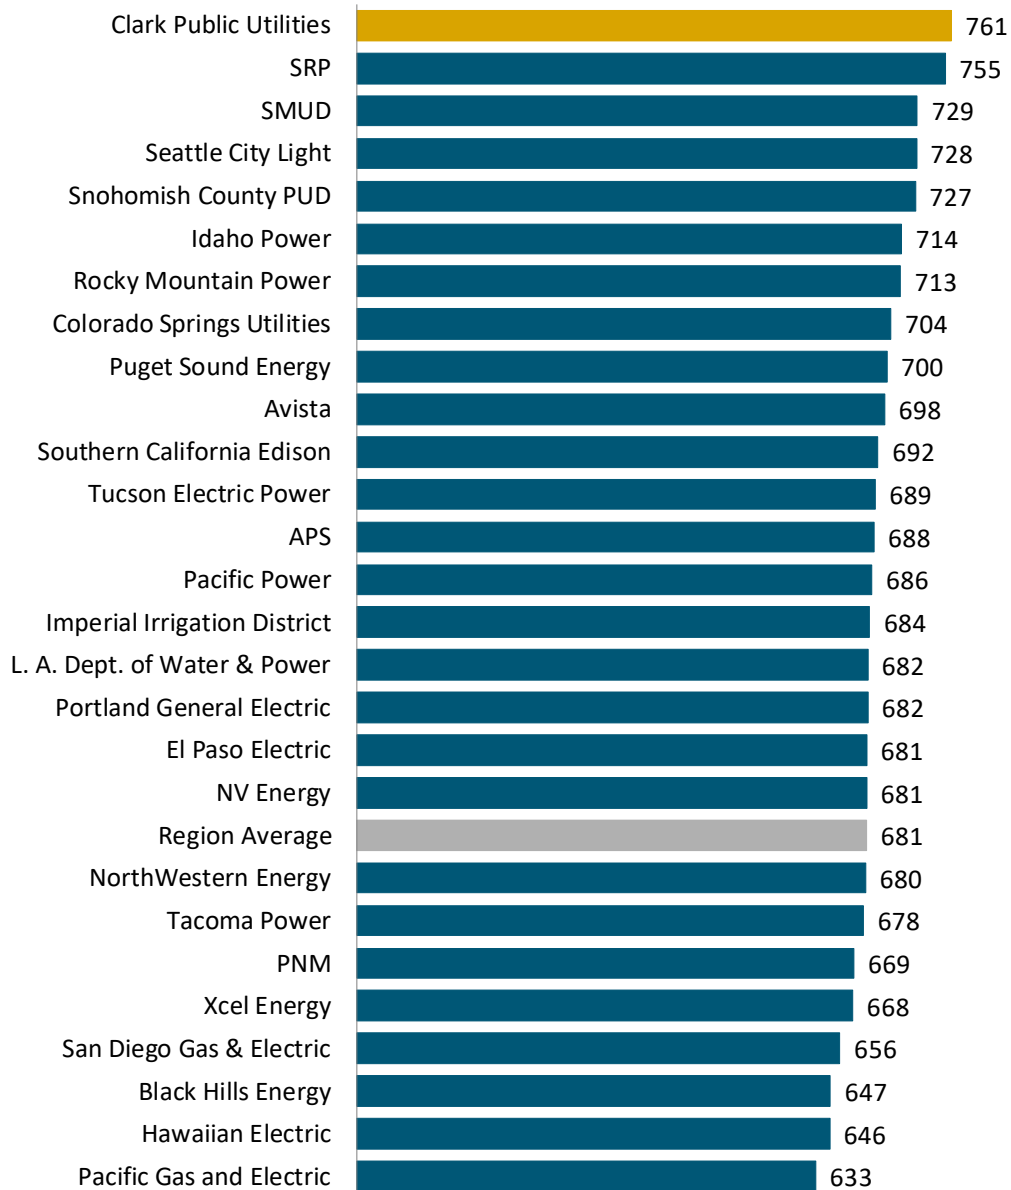 Clark Public Utilities 761
SRP 755
SMUD 729
Seattle City Light 728
Snohomish County PUD 727
Idaho Power 714
Rocky Mountain Power 713
Colorado Springs Utilities 704
Puget Sound Energy 700
Avista 698
Southern California Edison 692
Tucson Electric Power 689
APS 688
Pacific Power 686
Imperial Irrigation District 684
L. A. Dept. of Water & Power 682
Portland General Electric 682
El Paso Electric 681
NV Energy 681
Region Average 681
NorthWestern Energy 680
Tacoma Power 678
PNM 669
Xcel Energy 668
San Diego Gas & Electric 656
Black Hills Energy 647
Hawaiian Electric 646
Pacific Gas and Electric 633